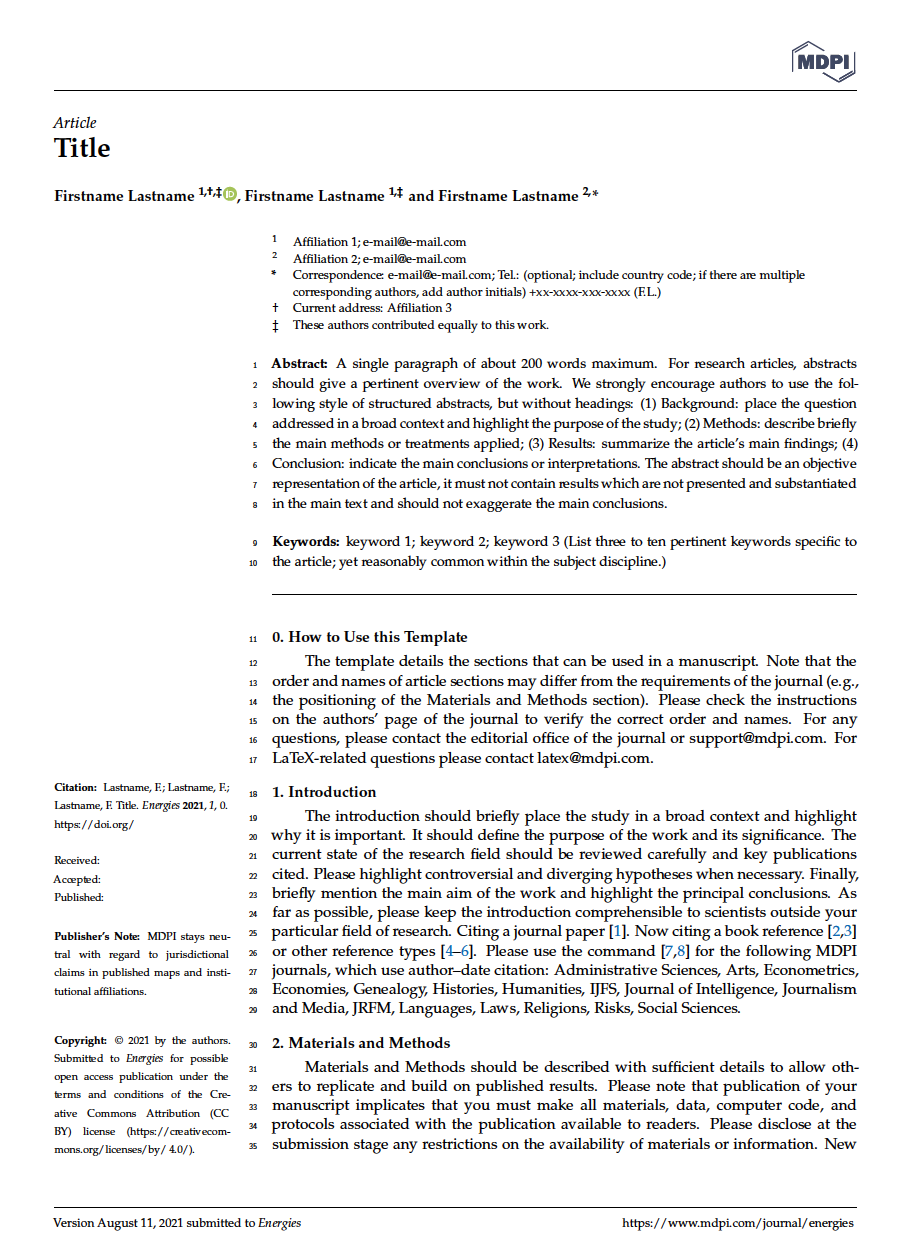 MDPI
Article
Title
Firstname Lastname 1,†,‡ iD, Firstname Lastname 1,‡ and Firstname Lastname 2,*
1 Affiliation 1; e-mail@e-mail.com
2 Affiliation 2; e-mail@e-mail.com
* Correspondence: e-mail@e-mail.com; Tel.: (optional; include country code; if there are multiple
corresponding authors, add author initials) +xx-xxxx-xxx-xxxx (F.L.)
† Current address: Affiliation 3
‡ These authors contributed equally to this work.
1 Abstract: A single paragraph of about 200 words maximum. For research articles, abstracts
2 should give a pertinent overview of the work. We strongly encourage authors to use the fol-
3 lowing style of structured abstracts, but without headings: (1) Background: place the question
4 addressed in a broad context and highlight the purpose of the study; (2) Methods: describe briefly
5 the main methods or treatments applied; (3) Results: summarize the article's main findings; (4)
6 Conclusion: indicate the main conclusions or interpretations. The abstract should be an objective
7 representation of the article, it must not contain results which are not presented and substantiated
8 in the main text and should not exaggerate the main conclusions.
9 Keywords: keyword 1; keyword 2; keyword 3 (List three to ten pertinent keywords specific to
10 the article; yet reasonably common within the subject discipline.)
11 0. How to Use this Template
12 The template details the sections that can be used in a manuscript. Note that the
13 order and names of article sections may differ from the requirements of the journal (e.g.,
14 the positioning of the Materials and Methods section). Please check the instructions
15 on the authors' page of the journal to verify the correct order and names. For any
16 questions, please contact the editorial office of the journal or support@mdpi.com. For
17 LaTeX-related questions please contact latex@mdpi.com.
18 1. Introduction
19 The introduction should briefly place the study in a broad context and highlight
20 why it is important. It should define the purpose of the work and its significance. The
21 current state of the research field should be reviewed carefully and key publications
22 cited. Please highlight controversial and diverging hypotheses when necessary. Finally,
23 briefly mention the main aim of the work and highlight the principal conclusions. As
24 far as possible, please keep the introduction comprehensible to scientists outside your
25 particular field of research. Citing a journal paper [1]. Now citing a book reference [2,3]
26 or other reference types [4–6]. Please use the command [7,8] for the following MDPI
27 journals, which use author–date citation: Administrative Sciences, Arts, Econometrics,
28 Economies, Genealogy, Histories, Humanities, IJFS, Journal of Intelligence, Journalism
29 and Media, JRFM, Languages, Laws, Religions, Risks, Social Sciences.
30 2. Materials and Methods
31 Materials and Methods should be described with sufficient details to allow oth-
32 ers to replicate and build on published results. Please note that publication of your
33 manuscript implicates that you must make all materials, data, computer code, and
34 protocols associated with the publication available to readers. Please disclose at the
35 submission stage any restrictions on the availability of materials or information. New
Citation: Lastname, F.; Lastname, F.;
Lastname, F. Title. Energies 2021, 1, 0.
https://doi.org/
Received:
Accepted:
Published:
Publisher's Note: MDPI stays neu-
tral with regard to jurisdictional
claims in published maps and insti-
tutional affiliations.
Copyright: © 2021 by the authors.
Submitted to Energies for possible
open access publication under the
terms and conditions of the Cre-
ative Commons Attribution (CC
BY) license (https://creativecom-
mons.org/licenses/by/ 4.0/).
Version August 11, 2021 submitted to Energies
https://www.mdpi.com/journal/energies